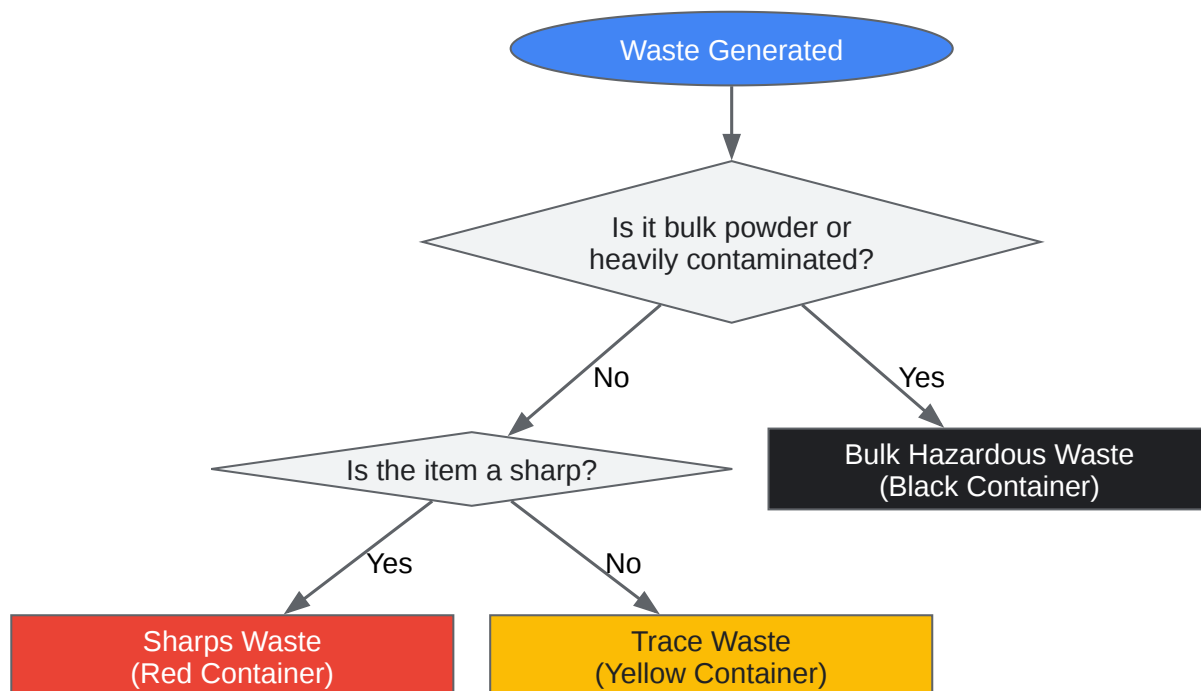 Waste Generated
Is it bulk powder or
heavily contaminated?
No
Yes
Is the item a sharp?
Bulk Hazardous Waste
(Black Container)
Yes
No
Sharps Waste
(Red Container)
Trace Waste
(Yellow Container)